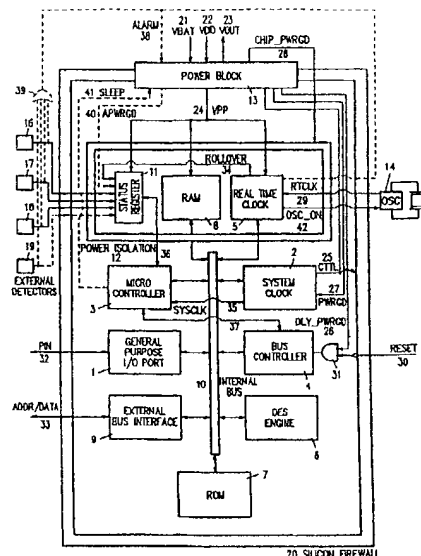 ALARM
38
21
VBAT
22
VDD
23
VOUT
CHIP_PWRGD
28
41 SLEEP
40 APWRGD
POWER BLOCK
13
39
24 VPP
16
17
18
19
EXTERNAL
DETECTORS
11
STATUS
REGISTER
ROLLOVER
34
RAM
8
REAL TIME
CLOCK
5
RTCLK
29
OSC_ON
42
14
OSC
POWER ISOLATION
12
36
MICRO
CONTROLLER
3
2
SYSTEM
CLOCK
35
SYSCLK
37
25
CTTL
27
PWRGD
DLY_PWRGD
26
PIN
32
GENERAL
PURPOSE
I/O PORT
1
10
INTERNAL
BUS
BUS
CONTROLLER
4
31
RESET
30
ADDR/DATA
33
EXTERNAL
BUS INTERFACE
9
DES
ENGINE
6
ROM
7
20 SILICON FIREWALL